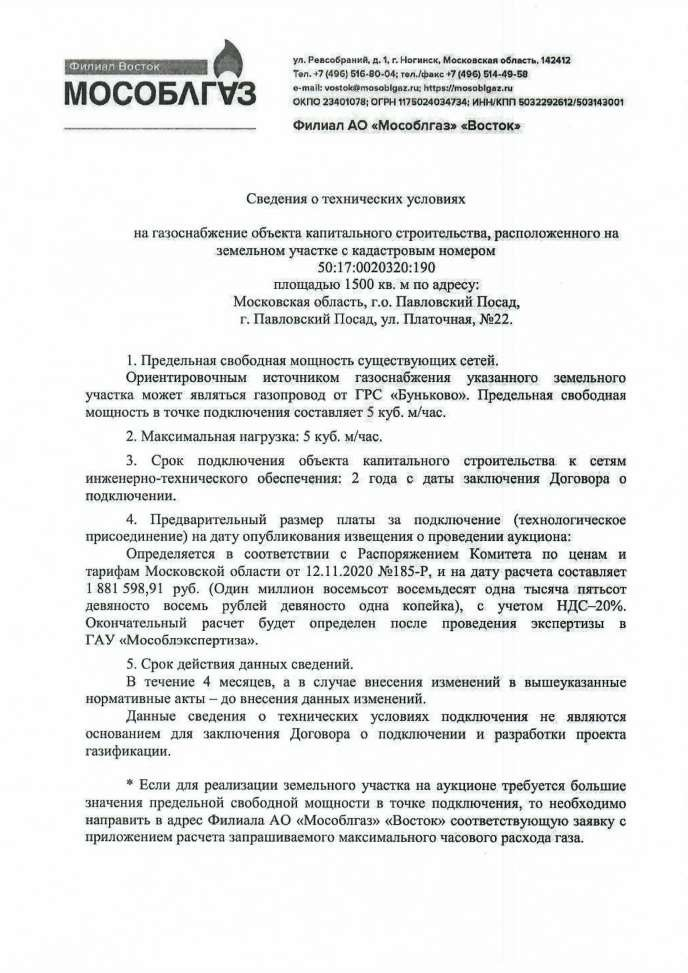 Филиал Восток
МОСОБЛГАЗ
ул. Ревсобраний, д. 1, г. Ногинск, Московская область, 142412
Тел. +7 (496) 516-80-04; тел./факс +7 (496) 514-49-58
e-mail: vostok@mosoblgaz.ru; https://mosoblgaz.ru
ОКПО 23401078; ОГРН 1175024034734; ИНН/КПП 5032292612/503143001
Филиал АО «Мособлгаз» «Восток»
Сведения о технических условиях
на газоснабжение объекта капитального строительства, расположенного на
земельном участке с кадастровым номером
50:17:0020320:190
площадью 1500 кв. м по адресу:
Московская область, г.о. Павловский Посад,
г. Павловский Посад, ул. Платочная, №22.
1. Предельная свободная мощность существующих сетей.
Ориентировочным источником газоснабжения указанного земельного
участка может являться газопровод от ГРС «Буньково». Предельная свободная
мощность в точке подключения составляет 5 куб. м/час.
2. Максимальная нагрузка: 5 куб. м/час.
3. Срок подключения объекта капитального строительства к сетям
инженерно-технического обеспечения: 2 года с даты заключения Договора о
подключении.
4. Предварительный размер платы за подключение (технологическое
присоединение) на дату опубликования извещения о проведении аукциона:
Определяется в соответствии с Распоряжением Комитета по ценам и
тарифам Московской области от 12.11.2020 №185-Р, и на дату расчета составляет
1 881 598,91 руб. (Один миллион восемьсот восемьдесят одна тысяча пятьсот
девяносто восемь рублей девяносто одна копейка), с учетом НДС–20%.
Окончательный расчет будет определен после проведения экспертизы в
ГАУ «Мособлэкспертиза».
5. Срок действия данных сведений.
В течение 4 месяцев, а в случае внесения изменений в вышеуказанные
нормативные акты – до внесения данных изменений.
Данные сведения о технических условиях подключения не являются
основанием для заключения Договора о подключении и разработки проекта
газификации.
* Если для реализации земельного участка на аукционе требуется большие
значения предельной свободной мощности в точке подключения, то необходимо
направить в адрес Филиала АО «Мособлгаз» «Восток» соответствующую заявку с
приложением расчета запрашиваемого максимального часового расхода газа.